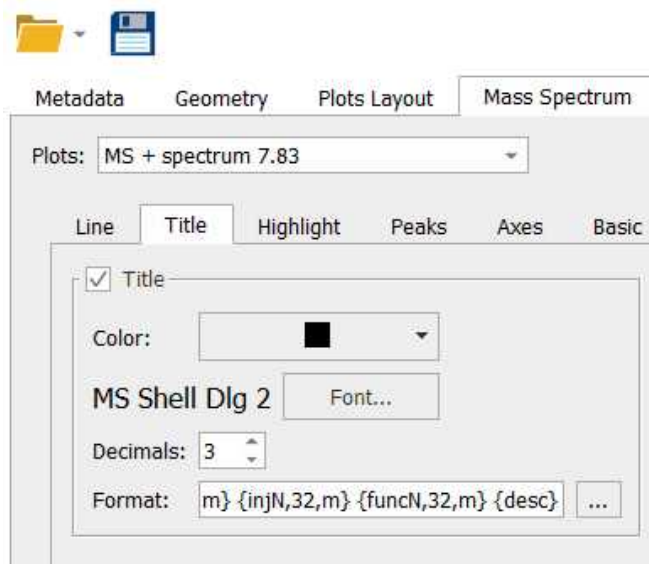 Metadata Geometry Plots Layout Mass Spectrum
Plots: MS + spectrum 7.83
Line Title Highlight Peaks Axes Basic
Title
Color:
MS Shell Dlg 2 Font...
Decimals: 3
Format: m} {injN,32,m} {funcN,32,m} {desc} ...